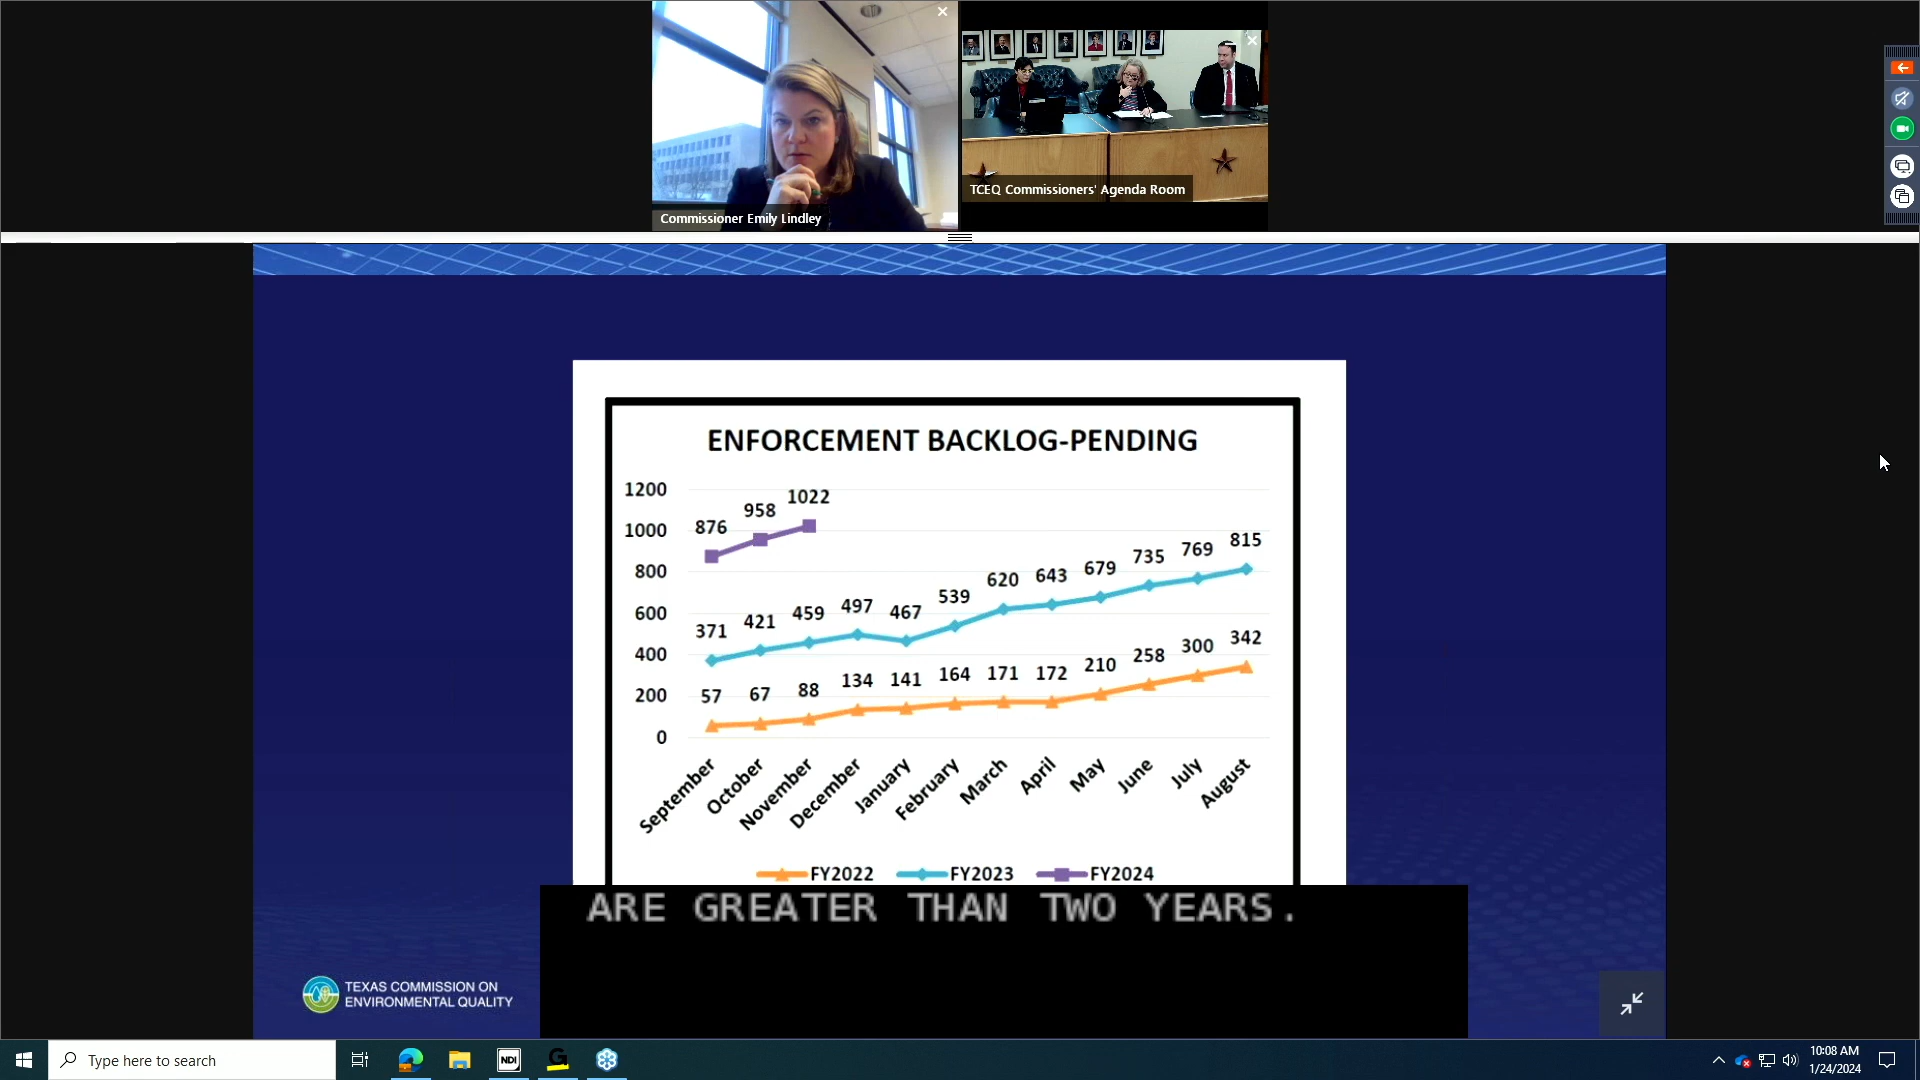 Commissioner Emily Lindley
TCEQ Commissioners' Agenda Room
ENFORCEMENT BACKLOG-PENDING
1200
1000
800
600
400
200
0
876 958 1022
371 421 459 497 467 539 620 643 679 735 769 815
57 67 88 134 141 164 171 172 210 258 300 342
September October November December January February March April May June July August
FY2022 FY2023 FY2024
ARE GREATER THAN TWO YEARS.
TEXAS COMMISSION ON
ENVIRONMENTAL QUALITY
Type here to search
NDI
G
10:08 AM
1/24/2024